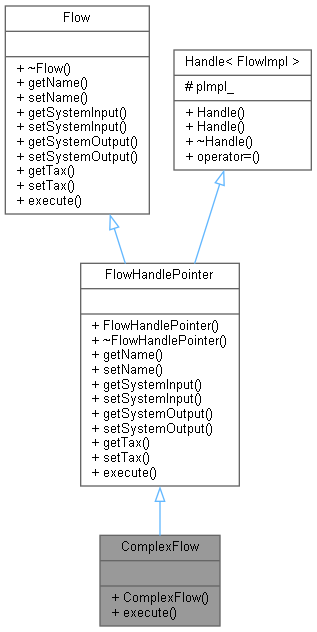 Flow
+ ~Flow()
+ getName()
+ setName()
+ getSystemInput()
+ setSystemInput()
+ getSystemOutput()
+ setSystemOutput()
+ getTax()
+ setTax()
+ execute()
Handle< FlowImpl >
# pImpl_
+ Handle()
+ Handle()
+ ~Handle()
+ operator=()
FlowHandlePointer
+ FlowHandlePointer()
+ ~FlowHandlePointer()
+ getName()
+ setName()
+ getSystemInput()
+ setSystemInput()
+ getSystemOutput()
+ setSystemOutput()
+ getTax()
+ setTax()
+ execute()
ComplexFlow
+ ComplexFlow()
+ execute()